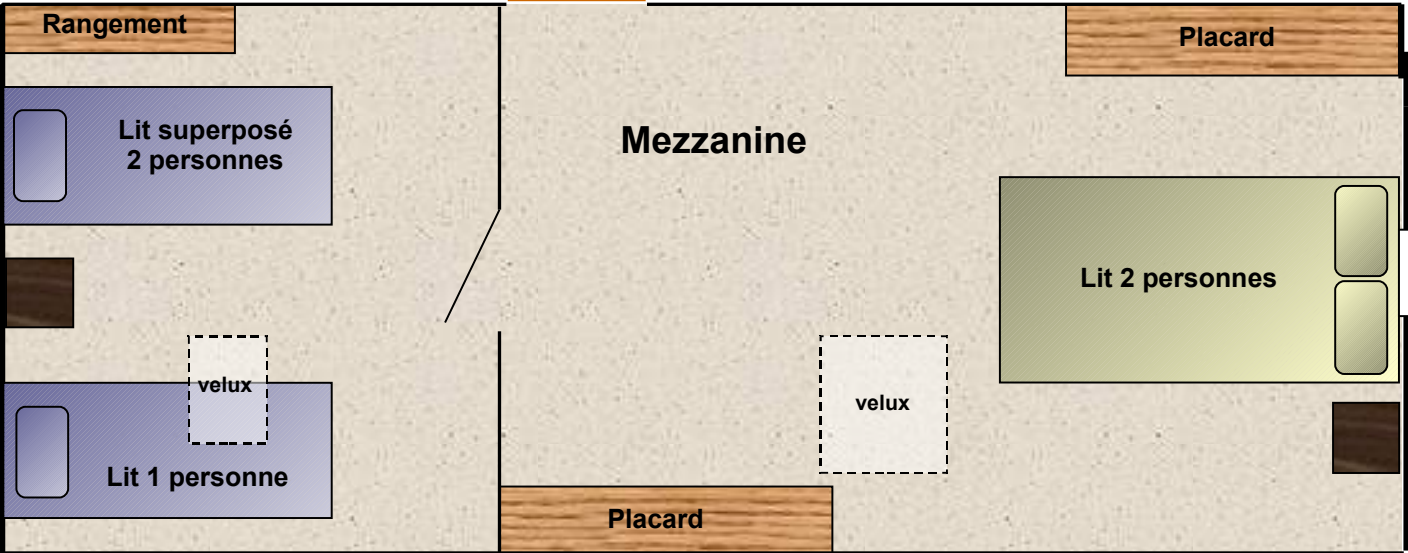 Rangement
Placard
Lit superposé
2 personnes
Mezzanine
Lit 2 personnes
velux
velux
Lit 1 personne
Placard